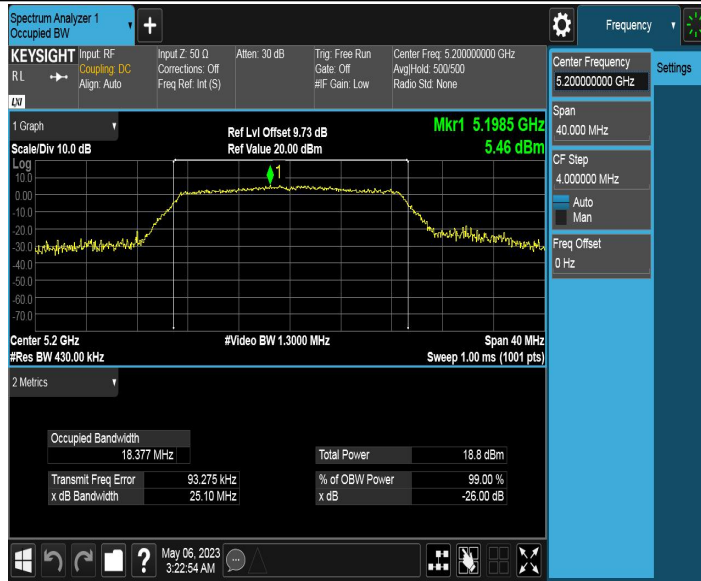 Spectrum Analyzer 1
Occupied BW
+
Frequency
KEYSIGHT
RL
LXI
Input: RF
Coupling: DC
Align: Auto
Input Z: 50 Ω
Corrections: Off
Freq Ref: Int (S)
Atten: 30 dB
Trig: Free Run
Gate: Off
#IF Gain: Low
Center Freq: 5.200000000 GHz
Avg|Hold: 500/500
Radio Std: None
Center Frequency
5.200000000 GHz
Settings
Span
40.000 MHz
CF Step
4.000000 MHz
Auto
Man
Freq Offset
0 Hz
1 Graph
Scale/Div 10.0 dB
Ref Lvl Offset 9.73 dB
Ref Value 20.00 dBm
Mkr1 5.1985 GHz
5.46 dBm
Log
10.0
0.00
-10.0
-20.0
-30.0
-40.0
-50.0
-60.0
-70.0
1
Center 5.2 GHz
#Video BW 1.3000 MHz
Span 40 MHz
#Res BW 430.00 kHz
Sweep 1.00 ms (1001 pts)
2 Metrics
Occupied Bandwidth
18.377 MHz
Total Power 18.8 dBm
Transmit Freq Error 93.275 kHz
% of OBW Power 99.00 %
x dB Bandwidth 25.10 MHz
x dB -26.00 dB
?
May 06, 2023
3:22:54 AM